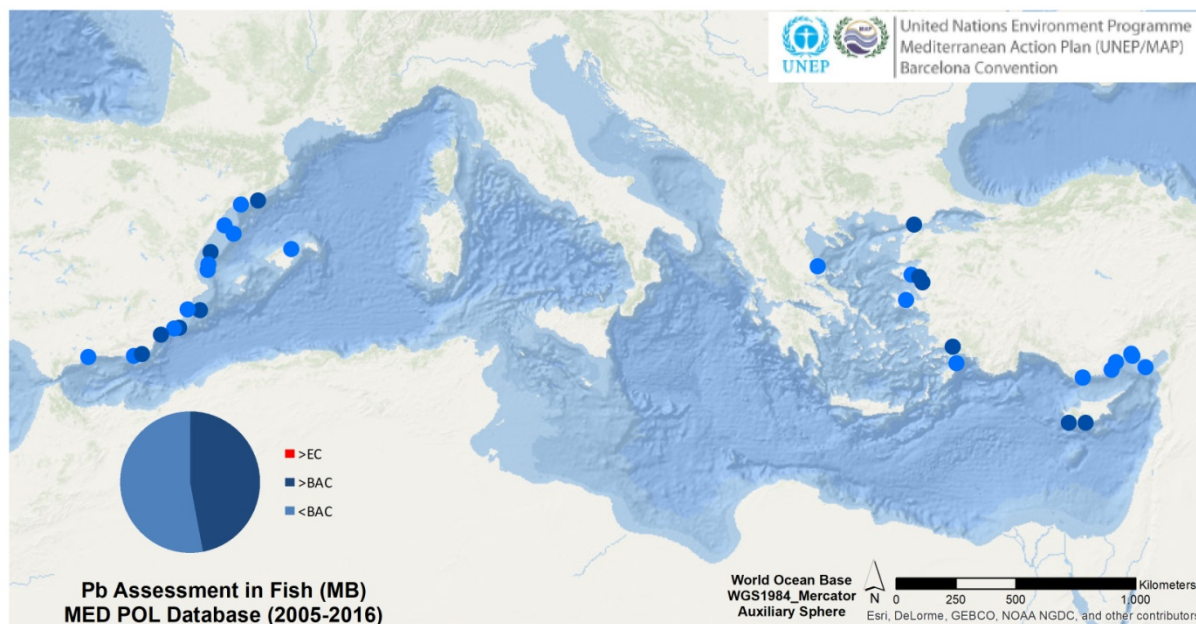 MAP
UNEP
United Nations Environment Programme
Mediterranean Action Plan (UNEP/MAP)
Barcelona Convention
>EC
>BAC
<BAC
Pb Assessment in Fish (MB)
MED POL Database (2005-2016)
World Ocean Base
WGS1984_Mercator
Auxiliary Sphere
N
Kilometers
0 250 500 1.000
Esri, DeLorme, GEBCO, NOAA NGDC, and other contributors